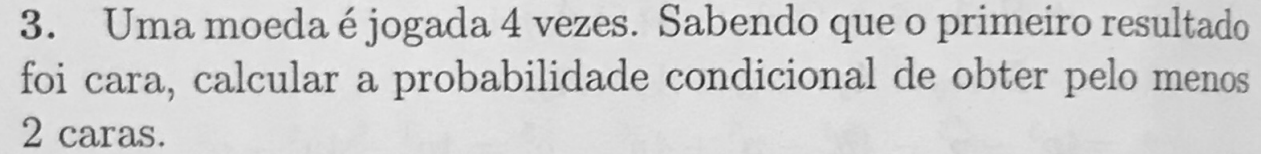 3. Uma moeda é jogada 4 vezes. Sabendo que o primeiro resultado
foi cara, calcular a probabilidade condicional de obter pelo menos
2 caras.